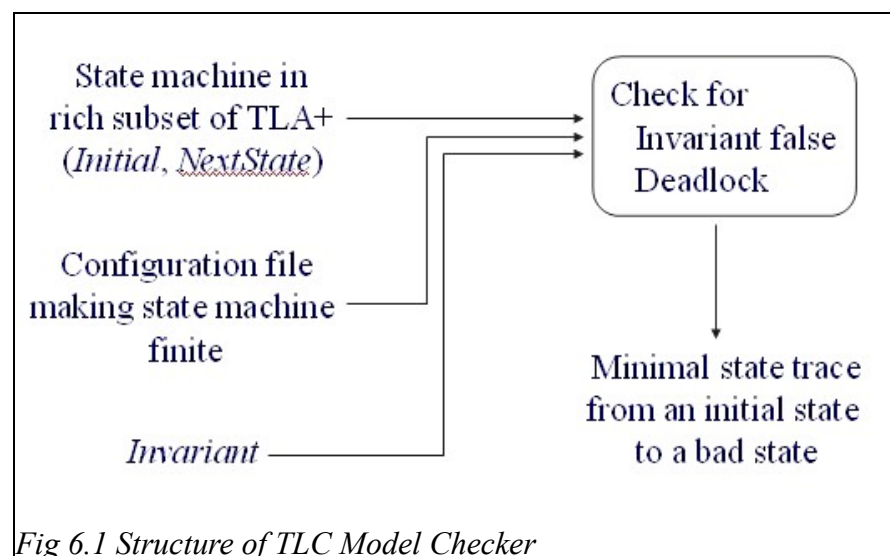 State machine in
rich subset of TLA+
(Initial, NextState)
Configuration file
making state machine
finite
Invariant
Check for
Invariant false
Deadlock
Minimal state trace
from an initial state
to a bad state
Fig 6.1 Structure of TLC Model Checker